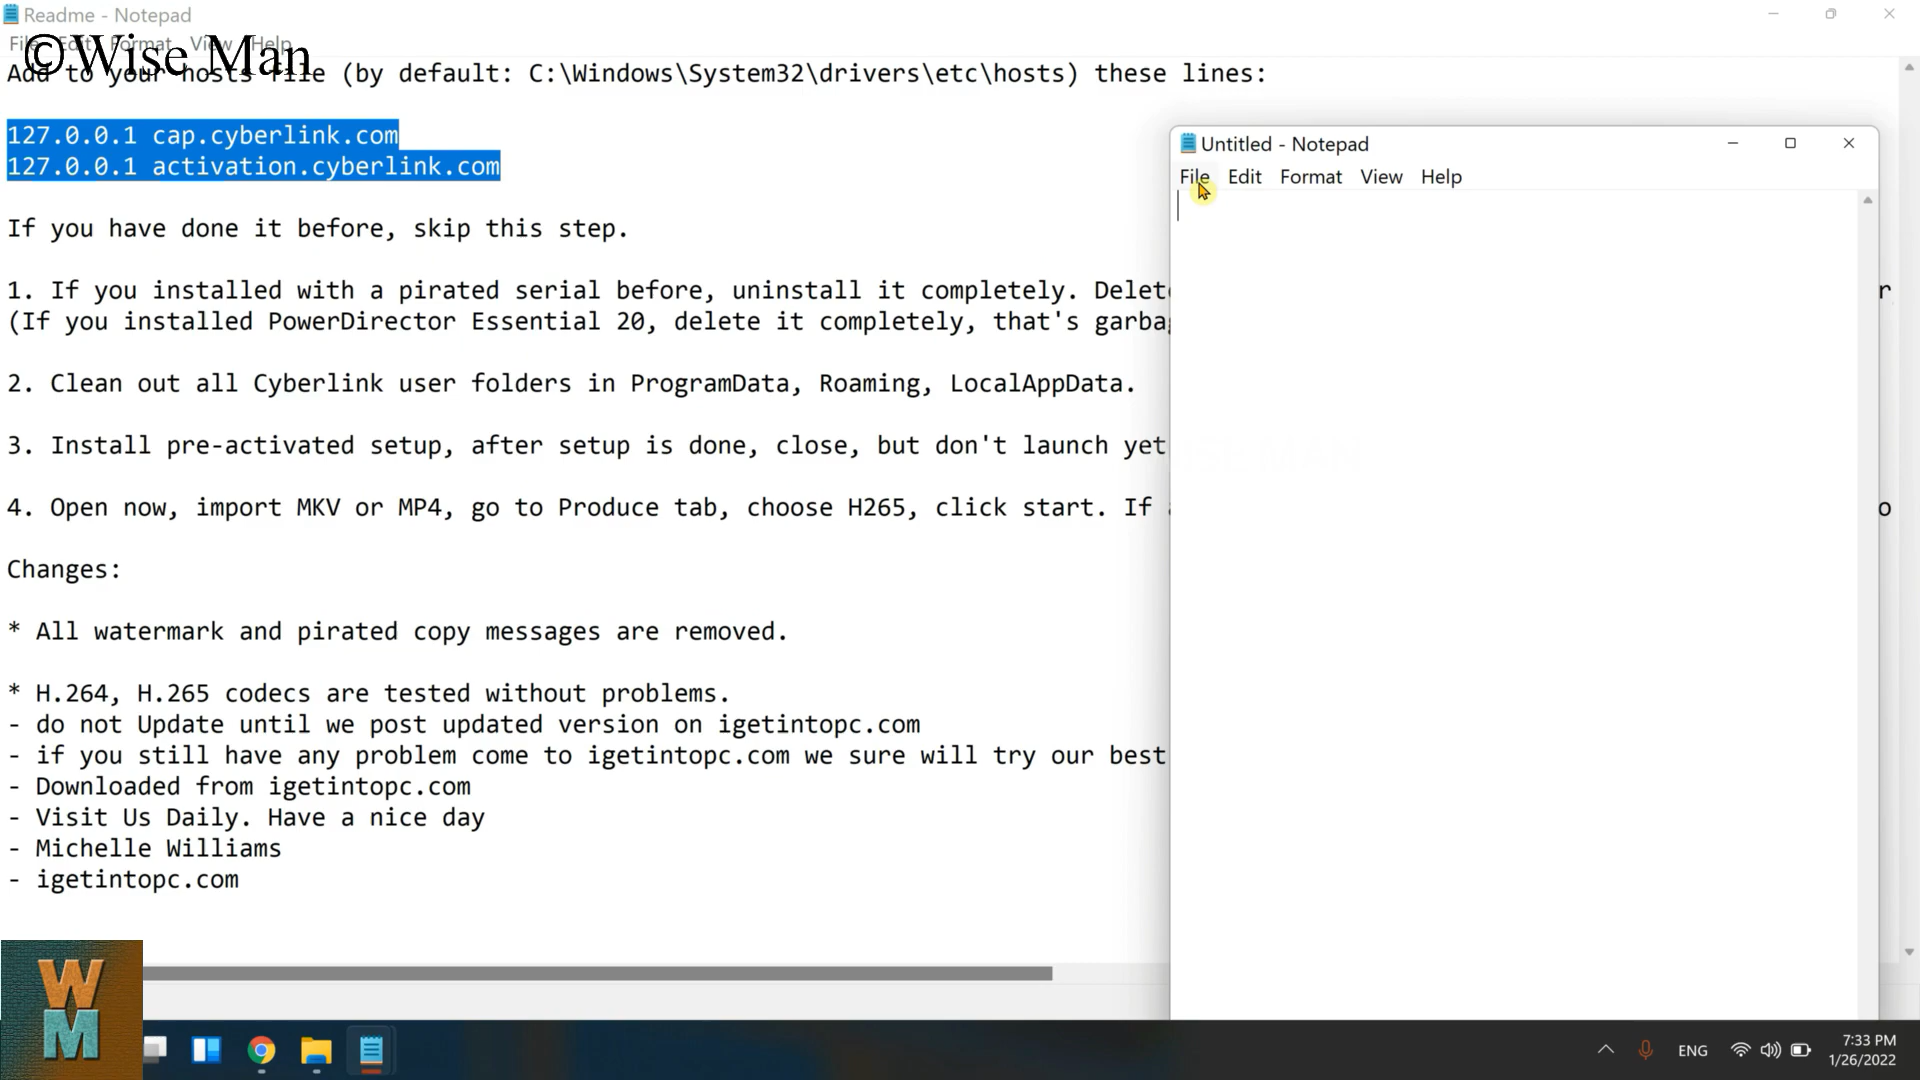 Readme - Notepad
File Edit Format View Help
©Wise Man
Add to your hosts file (by default: C:\Windows\System32\drivers\etc\hosts) these lines:
127.0.0.1 cap.cyberlink.com
127.0.0.1 activation.cyberlink.com
If you have done it before, skip this step.
1. If you installed with a pirated serial before, uninstall it completely. Delete
(If you installed PowerDirector Essential 20, delete it completely, that's
2. Clean out all Cyberlink user folders in ProgramData, Roaming, LocalAppData.
3. Install pre-activated setup, after setup is done, close, but don't launch yet
4. Open now, import MKV or MP4, go to Produce tab, choose H265, click start. If
Changes:
* All watermark and pirated copy messages are removed.
* H.264, H.265 codecs are tested without problems.
- do not Update until we post updated version on igetintopc.com
- if you still have any problem come to igetintopc.com we sure will try our best
- Downloaded from igetintopc.com
- Visit Us Daily. Have a nice day
- Michelle Williams
- igetintopc.com
Untitled - Notepad
File Edit Format View Help
WM
ENG
7:33 PM
1/26/2022